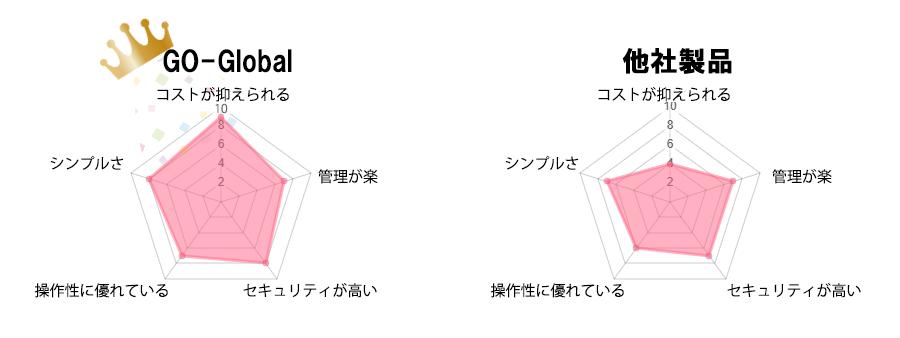 GO-Global
コストが抑えられる
10
8
6
4
2
シンプルさ
管理が楽
操作性に優れている
セキュリティが高い
他社製品
コストが抑えられる
10
8
6
4
2
シンプルさ
管理が楽
操作性に優れている
セキュリティが高い